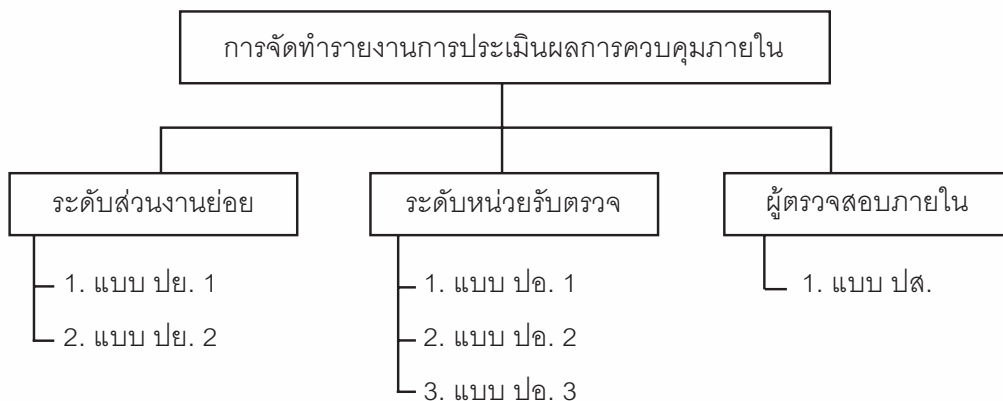 การจัดทำรายงานการประเมินผลการควบคุมภายใน
ระดับส่วนงานย่อย
1. แบบ ปย. 1
2. แบบ ปย. 2
ระดับหน่วยรับตรวจ
1. แบบ ปอ. 1
2. แบบ ปอ. 2
3. แบบ ปอ. 3
ผู้ตรวจสอบภายใน
1. แบบ ปส.